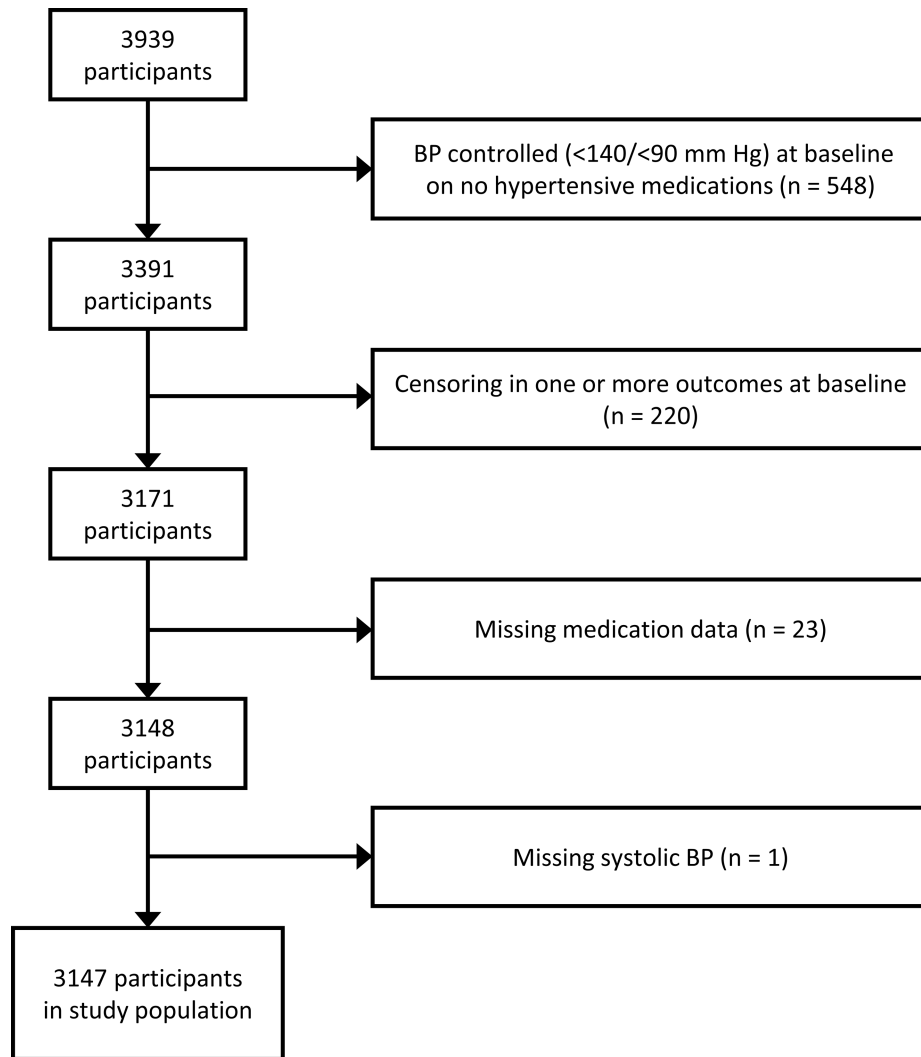 3939
participants
BP controlled (<140/<90 mm Hg) at baseline
on no hypertensive medications (n = 548)
3391
participants
Censoring in one or more outcomes at baseline
(n = 220)
3171
participants
Missing medication data (n = 23)
3148
participants
Missing systolic BP (n = 1)
3147 participants
in study population